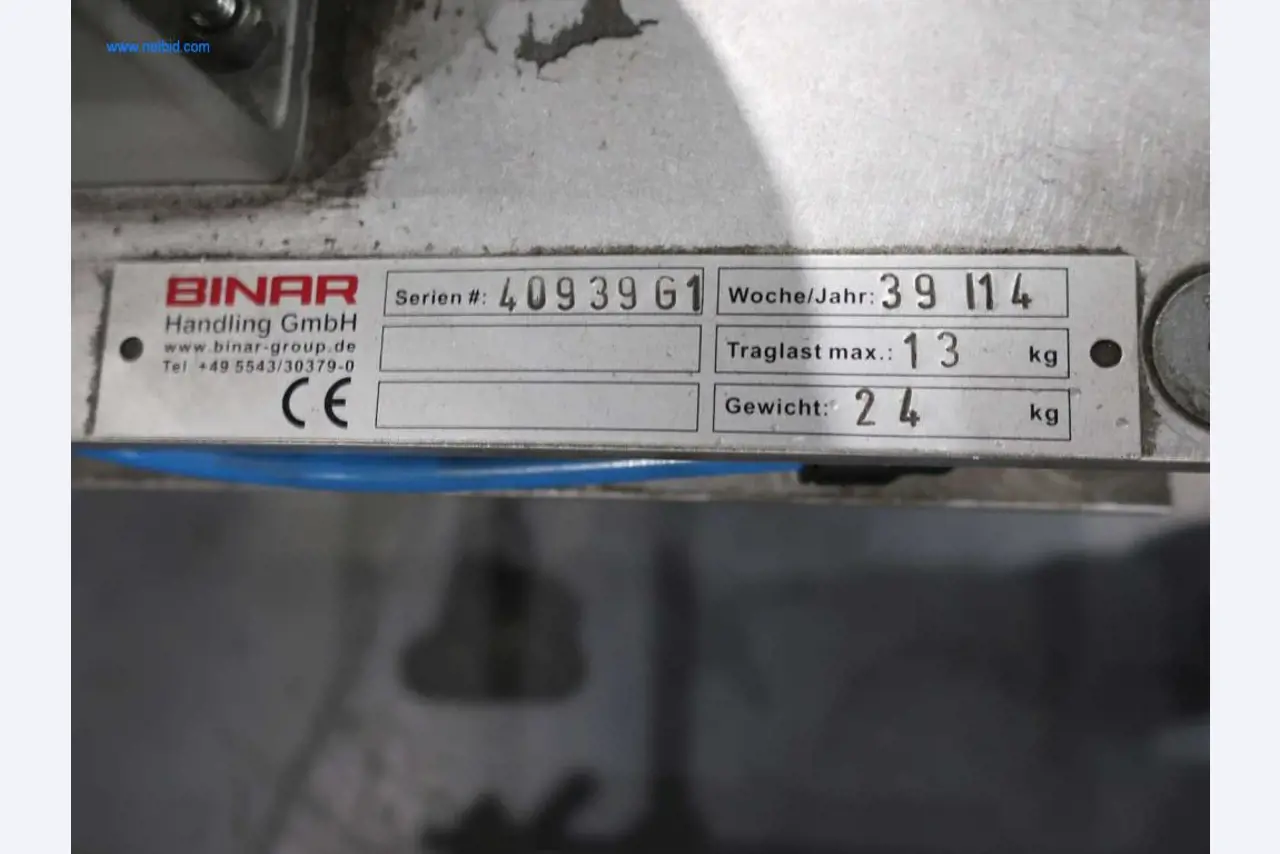 www.netbid.com
BINAR
Handling GmbH
www.binar-group.de
Tel +49 5543/30379-0
CE
Serien #: 40939G1
Woche/Jahr: 39 I14
Traglast max.: 13 kg
Gewicht: 24 kg